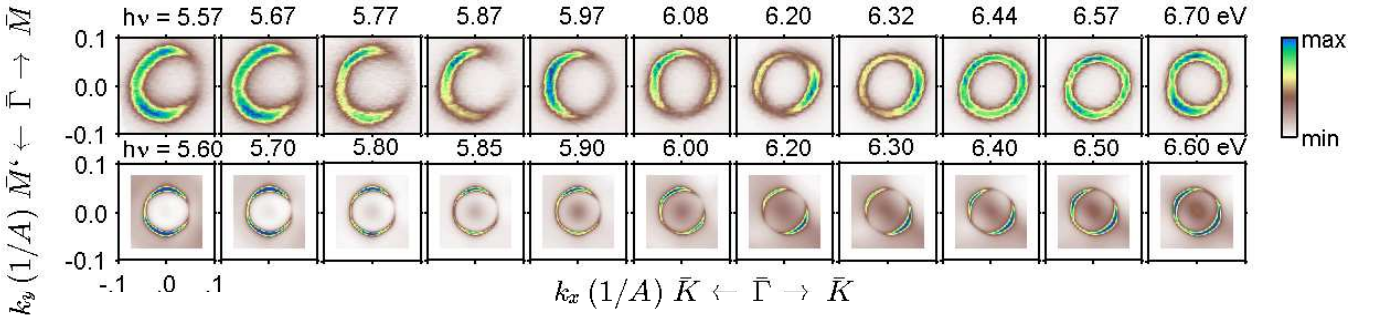 hν = 5.57 5.67 5.77 5.87 5.97 6.08 6.20 6.32 6.44 6.57 6.70 eV
max
0.1
0.0
-0.1
min
hν = 5.60 5.70 5.80 5.85 5.90 6.00 6.20 6.30 6.40 6.50 6.60 eV
0.1
0.0
-0.1
-.1 .0 .1
k_y (1/A) M̄‘ ← Γ̄ → M̄
k_x (1/A) K̄ ← Γ̄ → K̄